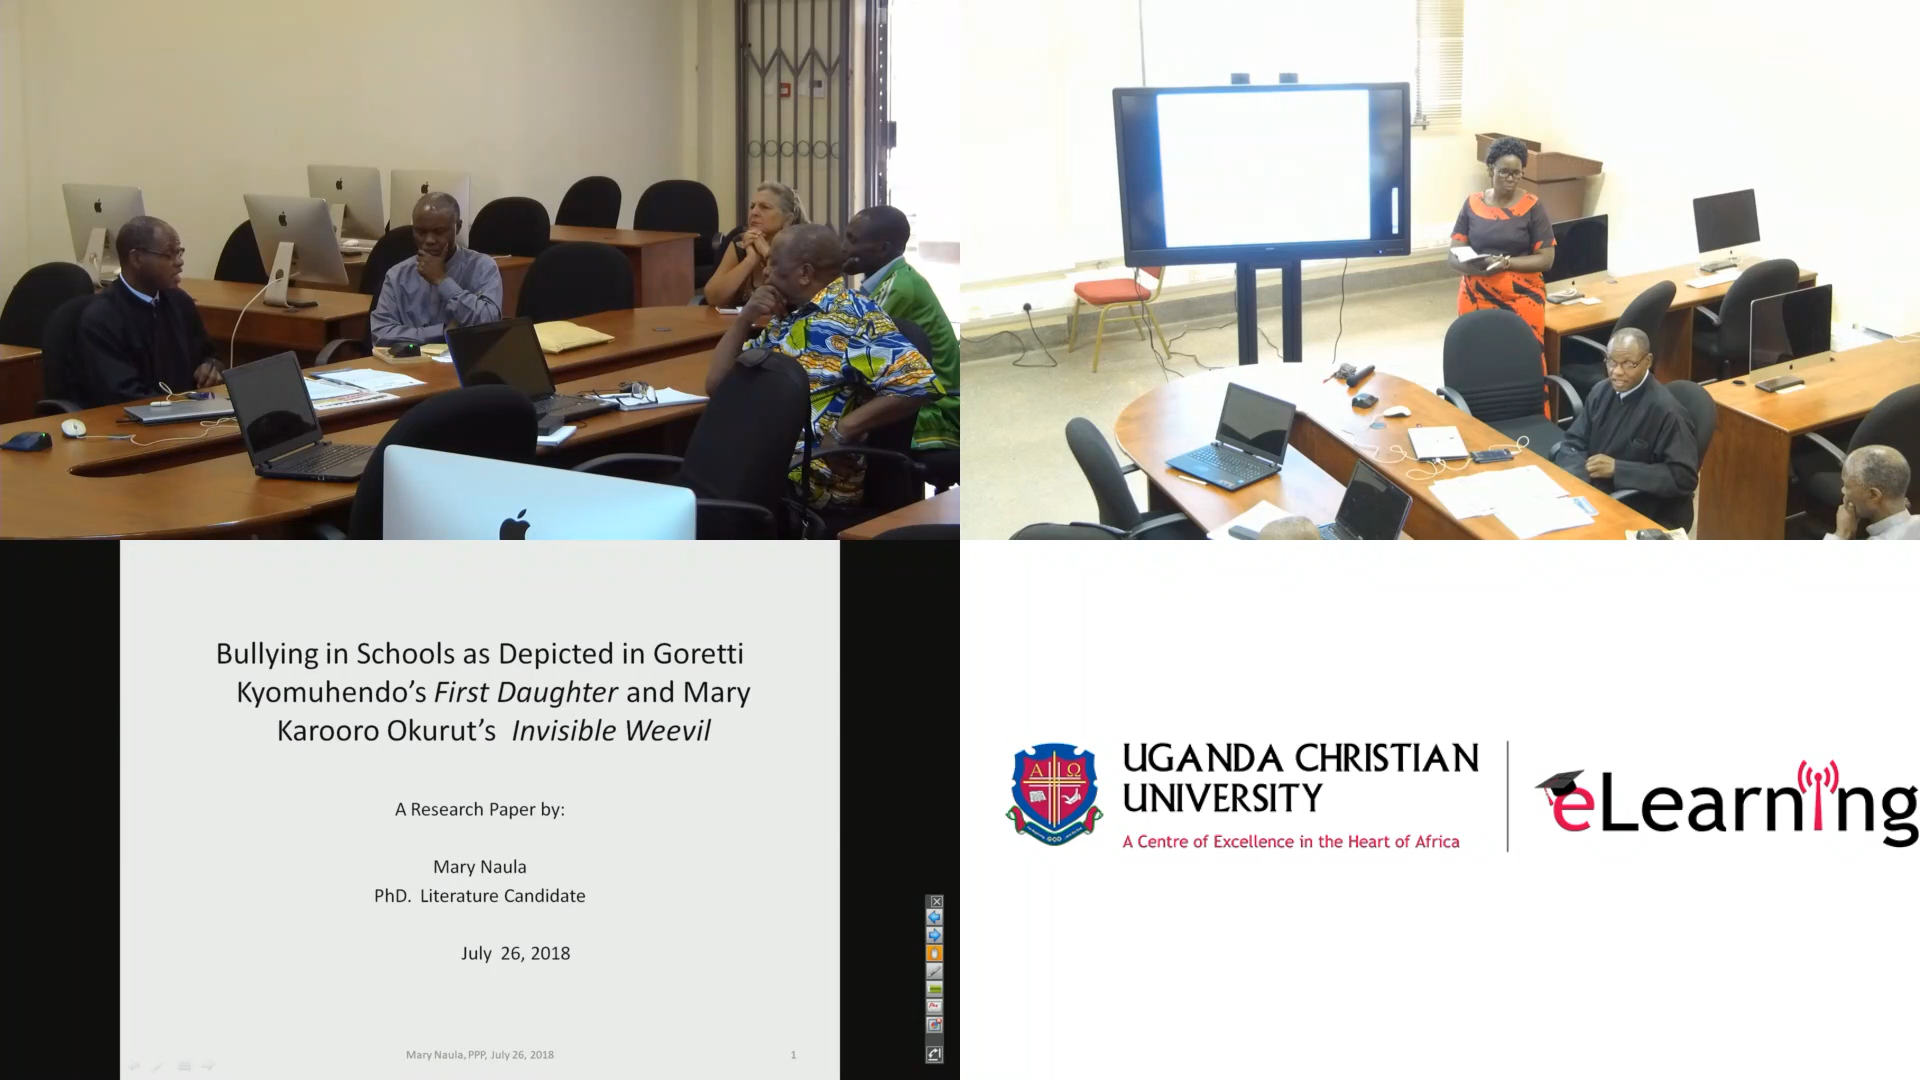 Bullying in Schools as Depicted in Goretti
Kyomuhendo's First Daughter and Mary
Karooro Okurut's Invisible Weevil
A Research Paper by:
Mary Naula
PhD. Literature Candidate
July 26, 2018
Mary Naula, PPP, July 26, 2018
1
A Ω
UGANDA CHRISTIAN
UNIVERSITY
A Centre of Excellence in the Heart of Africa
eLearning